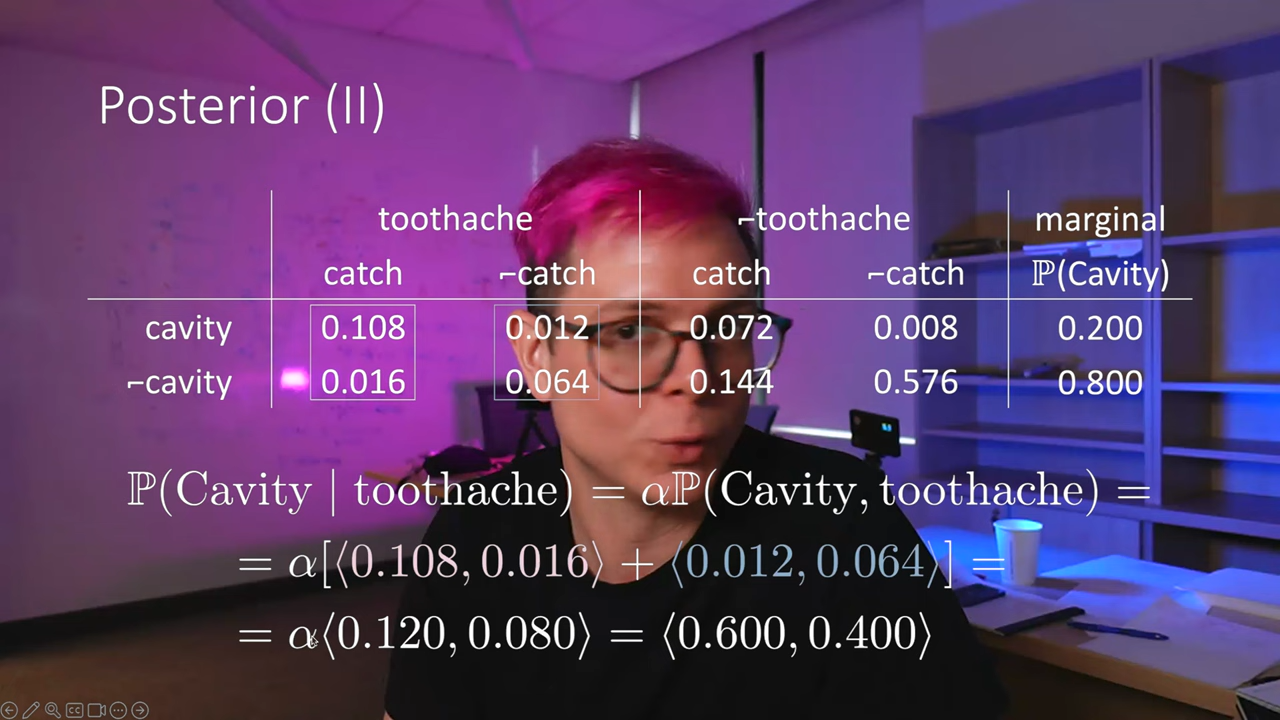 Posterior (II)
toothache ⌐toothache marginal
catch ⌐catch catch ⌐catch ℙ(Cavity)
cavity 0.108 0.012 0.072 0.008 0.200
⌐cavity 0.016 0.064 0.144 0.576 0.800
ℙ(Cavity | toothache) = αℙ(Cavity, toothache) =
= α[⟨0.108, 0.016⟩ + ⟨0.012, 0.064⟩] =
= α⟨0.120, 0.080⟩ = ⟨0.600, 0.400⟩